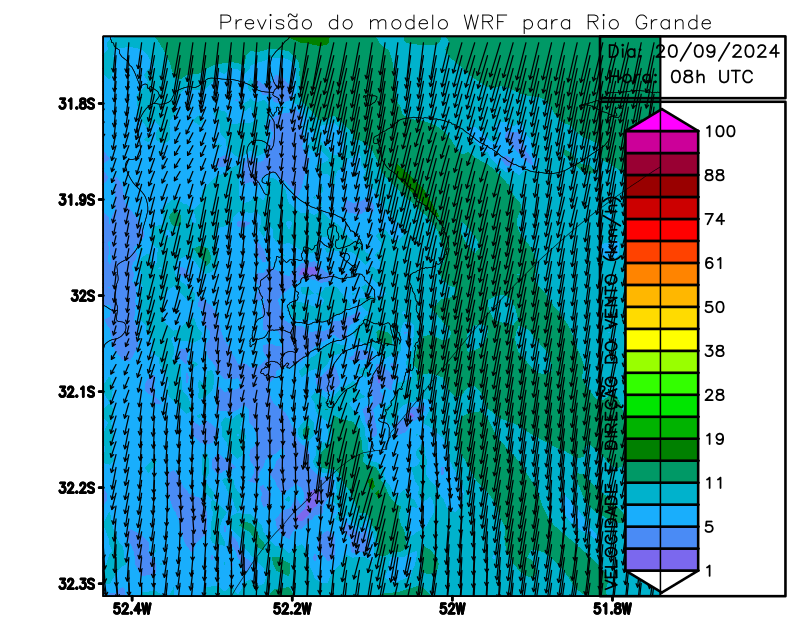 Previsão do modelo WRF para Rio Grande
Dia: 20/09/2024
Hora: 08h UTC
31.8S
31.9S
32S
32.1S
32.2S
32.3S
52.4W
52.2W
52W
51.8W
100
88
74
61
50
38
28
19
11
5
1
VELOCIDADE E DIREÇÃO DO VENTO (km/h)